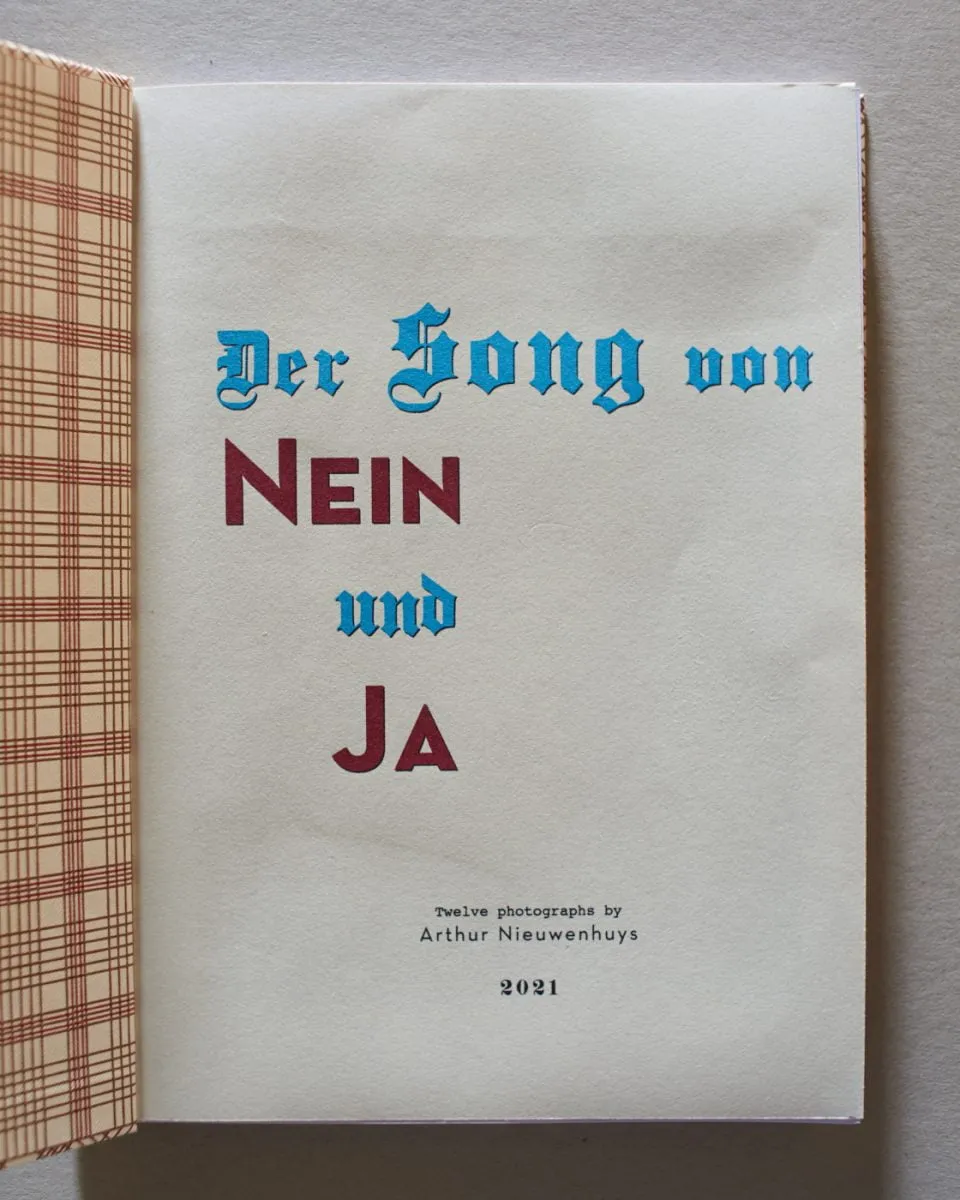 Der Song von
NEIN
und
JA
Twelve photographs by
Arthur Nieuwenhuys
2021